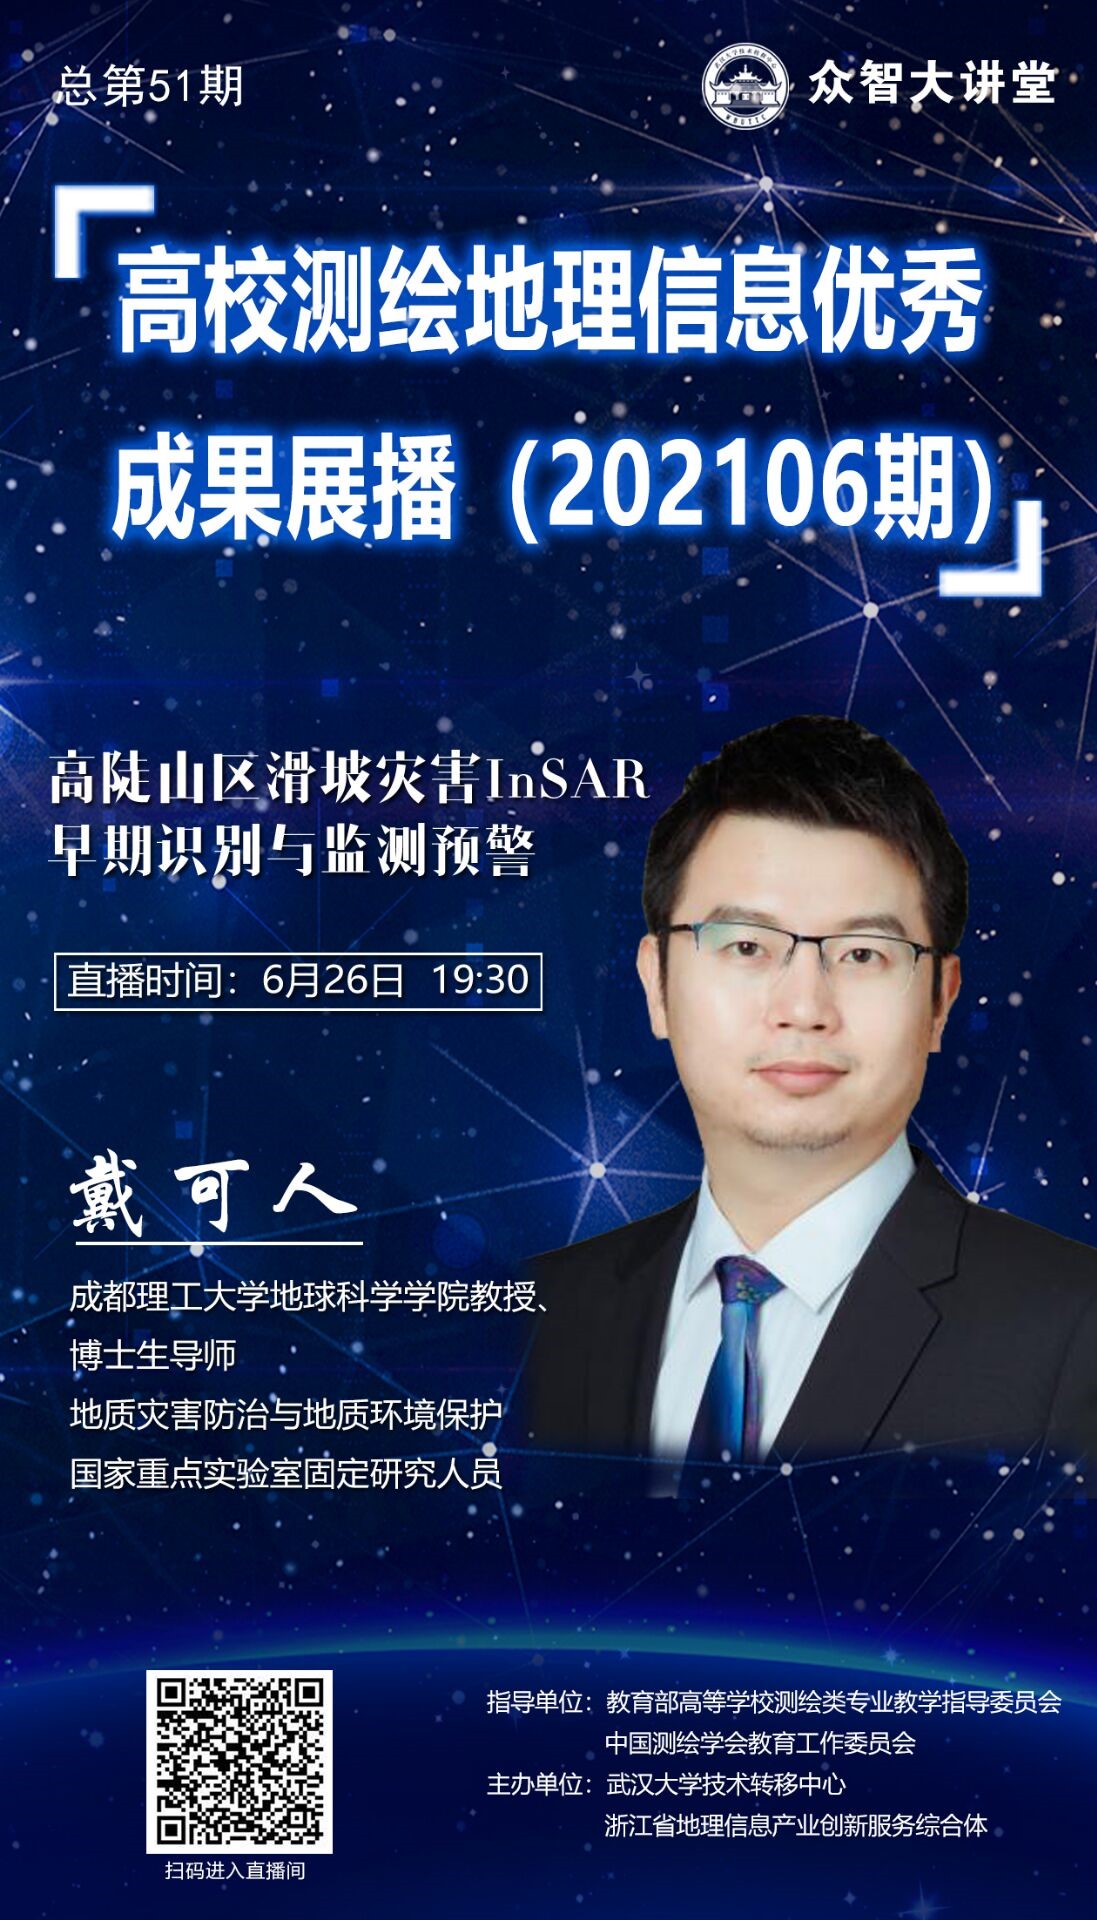 总第51期
众智大讲堂
高校测绘地理信息优秀
成果展播（202106期）
高陡山区滑坡灾害InSAR
早期识别与监测预警
直播时间：6月26日 19:30
戴可人
成都理工大学地球科学学院教授、
博士生导师
地质灾害防治与地质环境保护
国家重点实验室固定研究人员
指导单位：教育部高等学校测绘类专业教学指导委员会
中国测绘学会教育工作委员会
主办单位：武汉大学技术转移中心
浙江省地理信息产业创新服务综合体
扫码进入直播间